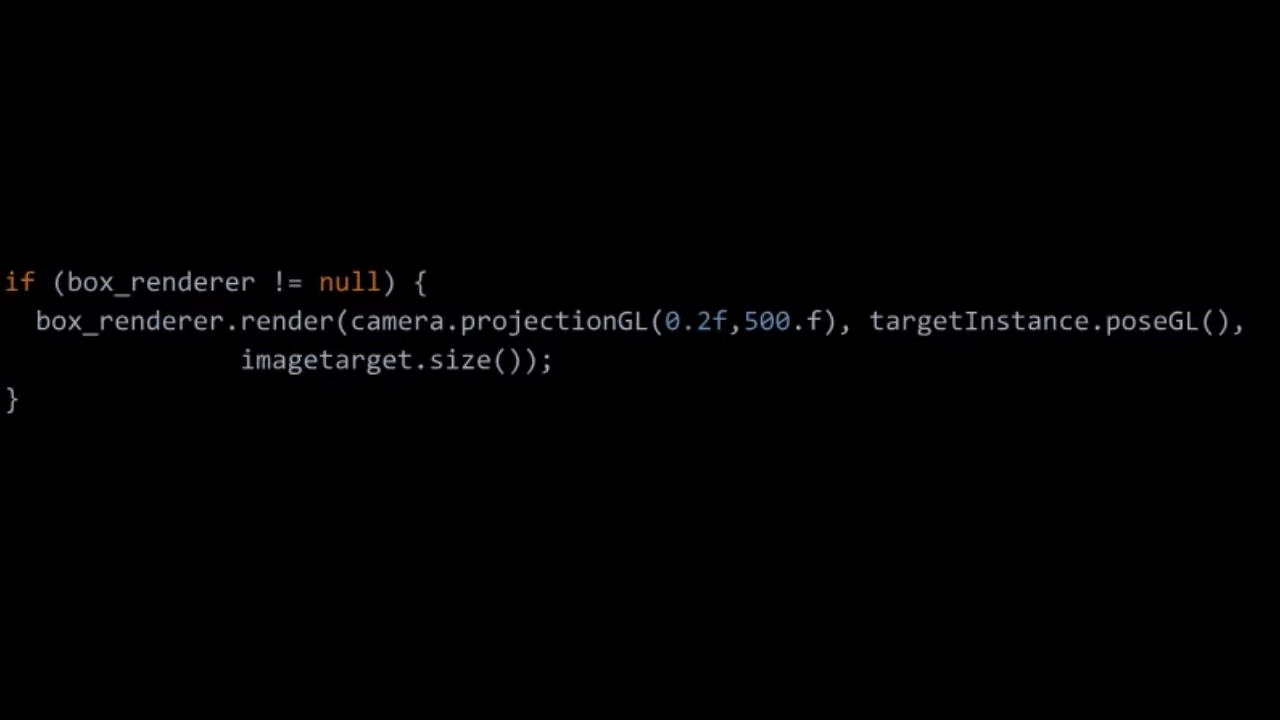 if (box_renderer != null) {
box_renderer.render(camera.projectionGL(0.2f,500.f), targetInstance.poseGL(),
imagetarget.size());
}